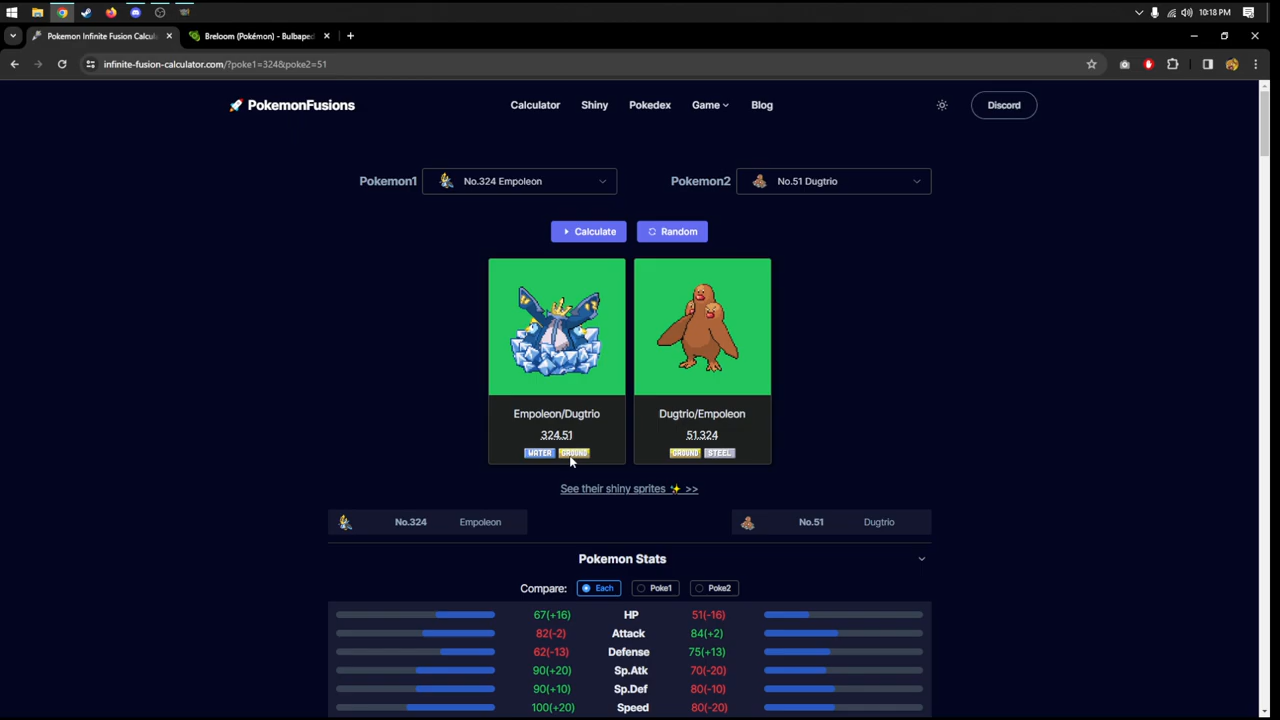 10:18 PM
Pokemon Infinite Fusion Calcul
Breloom (Pokémon) - Bulbaped
infinite-fusion-calculator.com/?poke1=324&poke2=51
PokemonFusions
Calculator Shiny Pokedex Game Blog
Discord
Pokemon1 No.324 Empoleon
Pokemon2 No.51 Dugtrio
Calculate Random
Empoleon/Dugtrio
324.51
WATER GROUND
Dugtrio/Empoleon
51.324
GROUND STEEL
See their shiny sprites ✨ >>
No.324 Empoleon
No.51 Dugtrio
Pokemon Stats
Compare: Each Poke1 Poke2
67(+16) HP 51(-16)
82(-2) Attack 84(+2)
62(-13) Defense 75(+13)
90(+20) Sp.Atk 70(-20)
90(+10) Sp.Def 80(-10)
100(+20) Speed 80(-20)